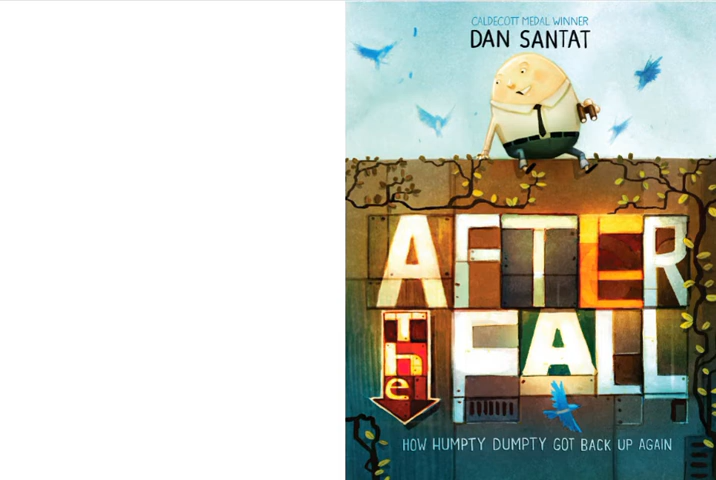 CALDECOTT MEDAL WINNER
DAN SANTAT
AFTER
The
FALL
HOW HUMPTY DUMPTY GOT BACK UP AGAIN